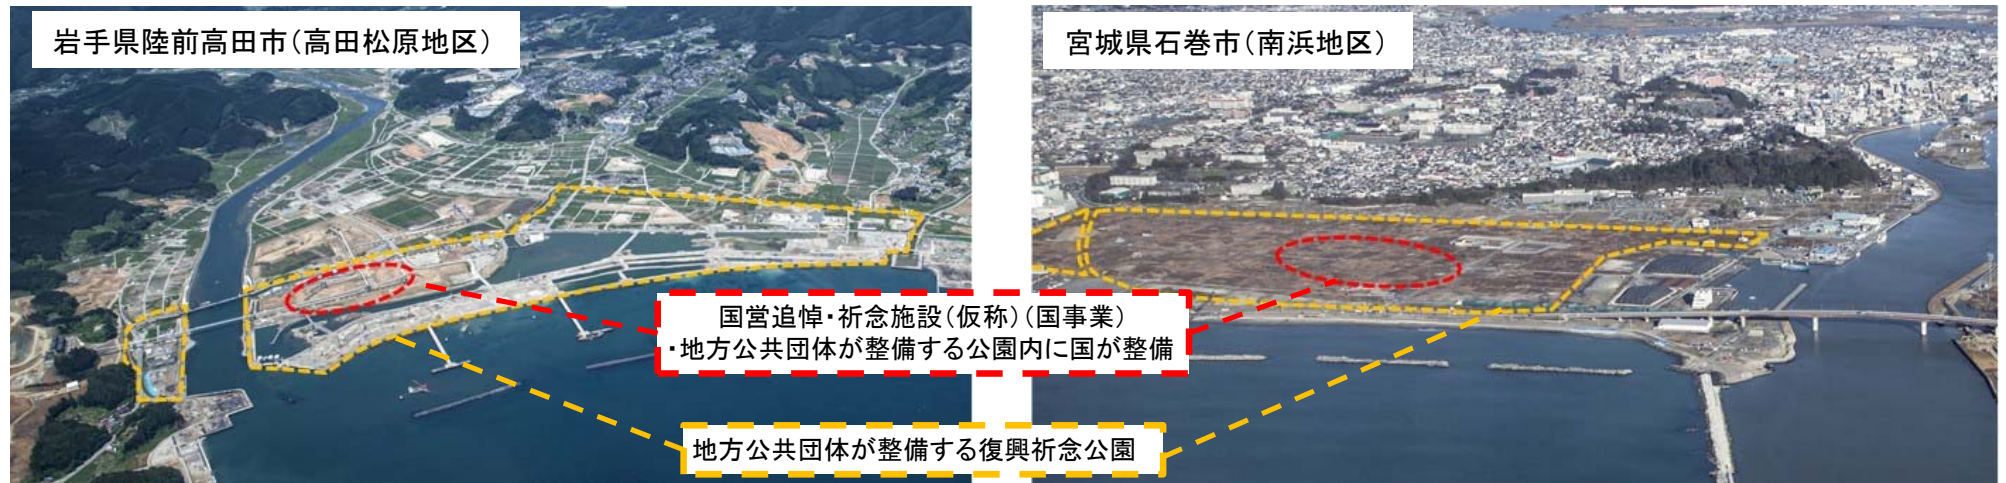 岩手県陸前高田市(高田松原地区)
宮城県石巻市(南浜地区)
国営追悼・祈念施設(仮称)(国事業)
・地方公共団体が整備する公園内に国が整備
地方公共団体が整備する復興祈念公園